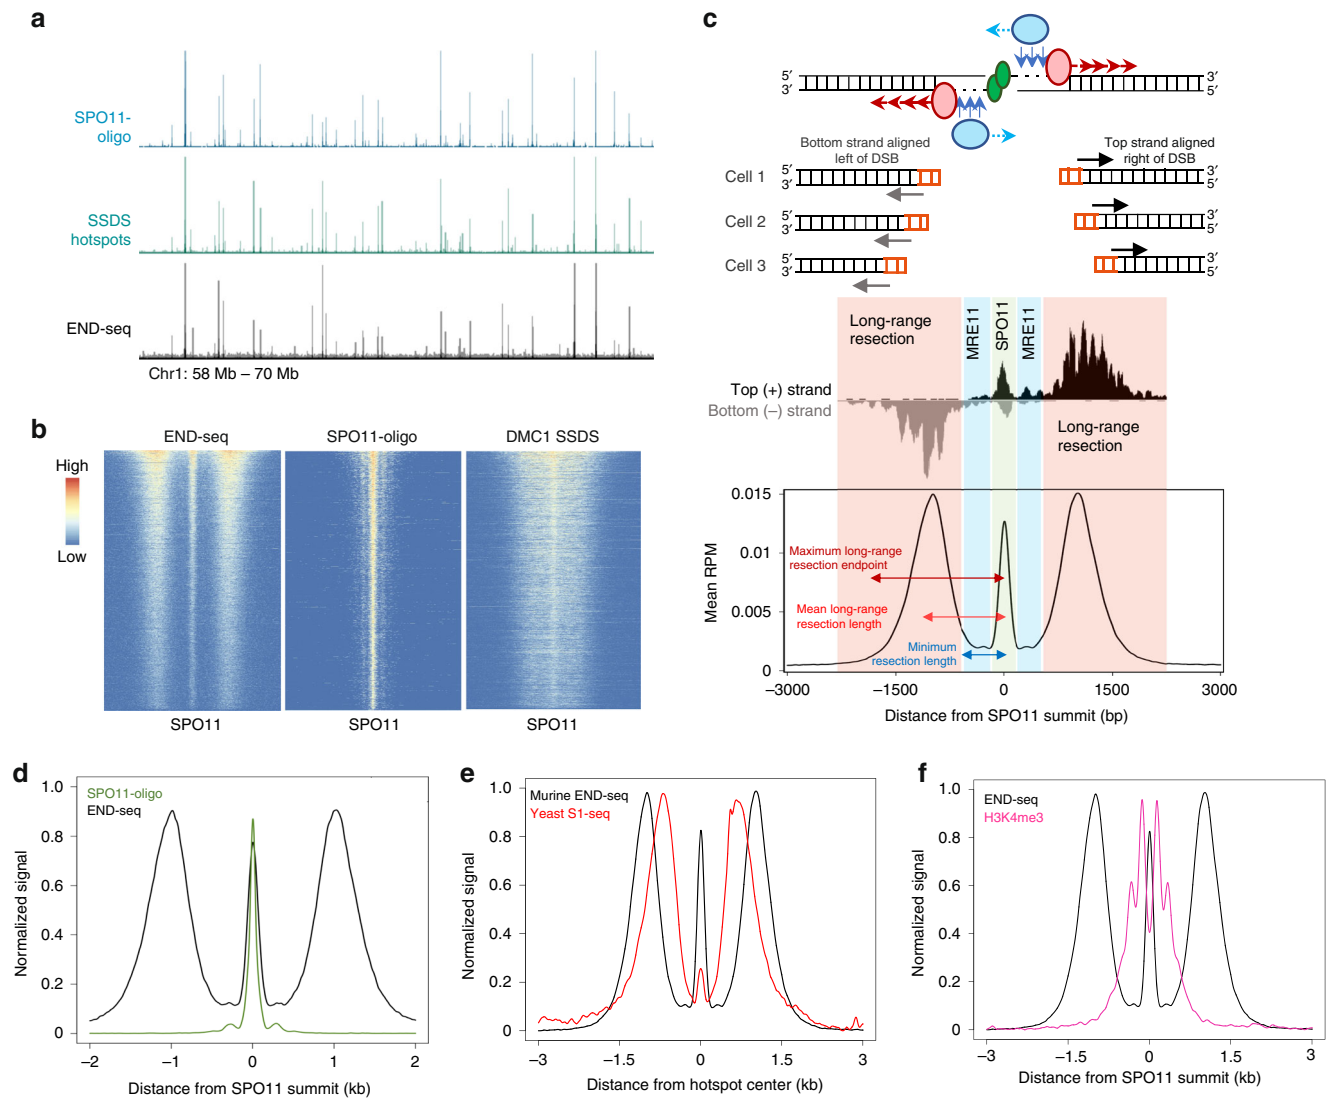 a
SPO11-
oligo
SSDS
hotspots
END-seq
Chr1: 58 Mb – 70 Mb
b
END-seq
SPO11-oligo
DMC1 SSDS
High
Low
SPO11
SPO11
SPO11
c
5′
3′
3′
5′
Bottom strand aligned
left of DSB
Top strand aligned
right of DSB
Cell 1
5′
3′
3′
5′
Cell 2
5′
3′
3′
5′
Cell 3
5′
3′
3′
5′
Long-range
resection
MRE11
SPO11
MRE11
Top (+) strand
Bottom (–) strand
Long-range
resection
0.015
0.01
0.005
0
Mean RPM
Maximum long-range
resection endpoint
Mean long-range
resection length
Minimum
resection length
–3000
–1500
0
1500
3000
Distance from SPO11 summit (bp)
d
SPO11-oligo
END-seq
1.0
0.8
0.6
0.4
0.2
0
Normalized signal
–2
–1
0
1
2
Distance from SPO11 summit (kb)
e
Murine END-seq
Yeast S1-seq
1.0
0.8
0.6
0.4
0.2
0
Normalized signal
–3
–1.5
0
1.5
3
Distance from hotspot center (kb)
f
END-seq
H3K4me3
1.0
0.8
0.6
0.4
0.2
0
Normalized signal
–3
–1.5
0
1.5
3
Distance from SPO11 summit (kb)